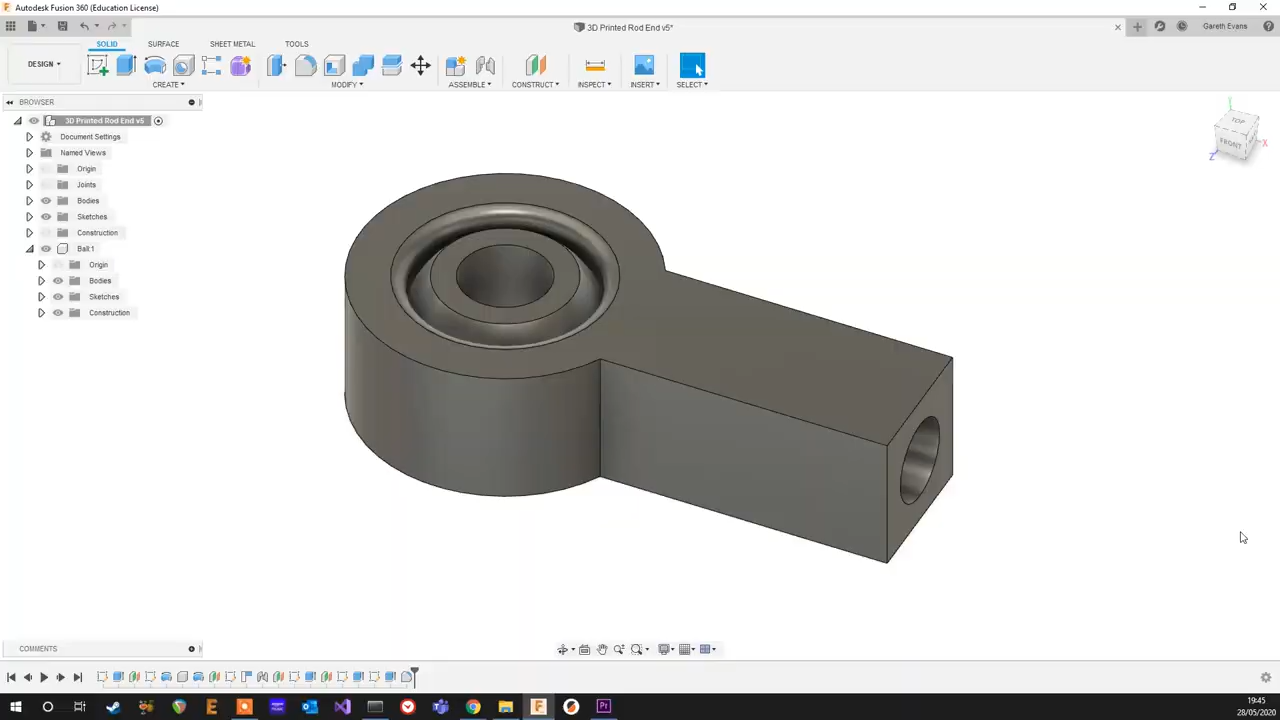 Autodesk Fusion 360 (Education License)
3D Printed Rod End v5*
Gareth Evans
DESIGN
SOLID
SURFACE
SHEET METAL
TOOLS
CREATE
MODIFY
ASSEMBLE
CONSTRUCT
INSPECT
INSERT
SELECT
BROWSER
3D Printed Rod End v5
Document Settings
Named Views
Origin
Joints
Bodies
Sketches
Construction
Ball:1
Origin
Bodies
Sketches
Construction
TOP
FRONT
Y
X
Z
COMMENTS
19:45
28/05/2020